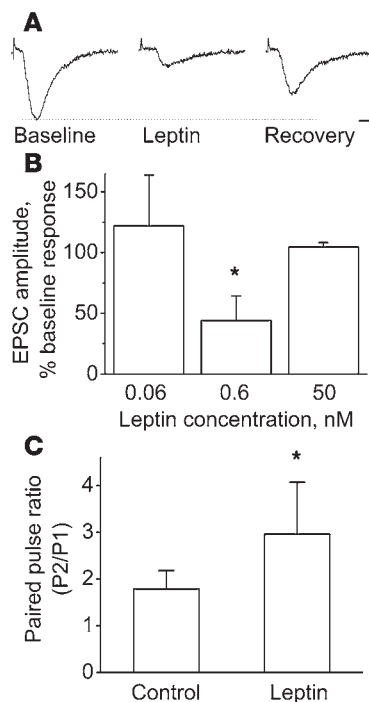 A
Baseline Leptin Recovery
B
EPSC amplitude,
% baseline response
150
100
50
0
*
0.06 0.6 50
Leptin concentration, nM
C
Paired pulse ratio
(P2/P1)
4
3
2
1
0
*
Control Leptin